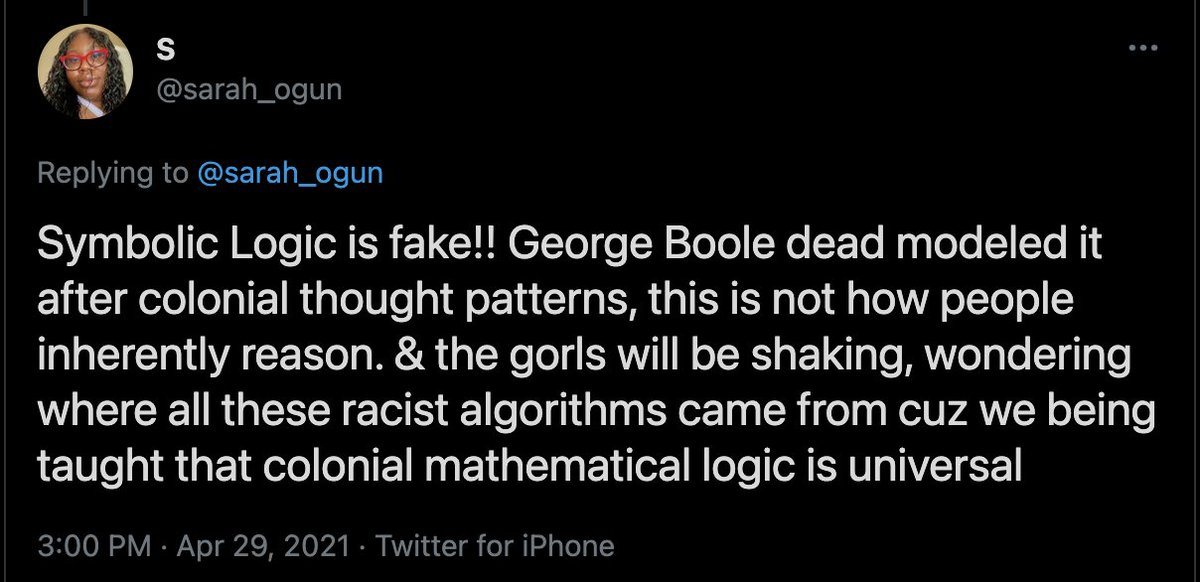 S
@sarah_ogun
Replying to @sarah_ogun
Symbolic Logic is fake!! George Boole dead modeled it
after colonial thought patterns, this is not how people
inherently reason. & the gorls will be shaking, wondering
where all these racist algorithms came from cuz we being
taught that colonial mathematical logic is universal
3:00 PM · Apr 29, 2021 · Twitter for iPhone